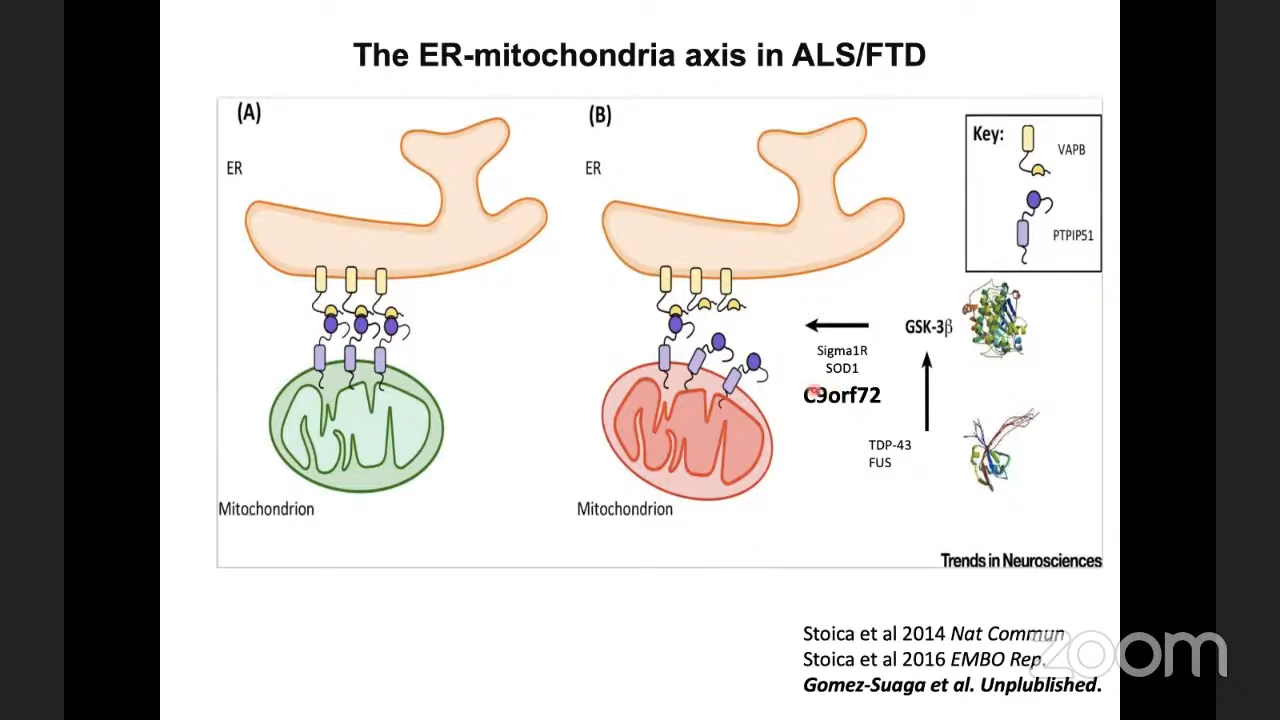 The ER-mitochondria axis in ALS/FTD
(A)
ER
Mitochondrion
(B)
ER
Mitochondrion
Key:
VAPB
PTPIP51
GSK-3β
Sigma1R
SOD1
C9orf72
TDP-43
FUS
Trends in Neurosciences
Stoica et al 2014 Nat Commun
Stoica et al 2016 EMBO Rep.
Gomez-Suaga et al. Unplublished.
zoom